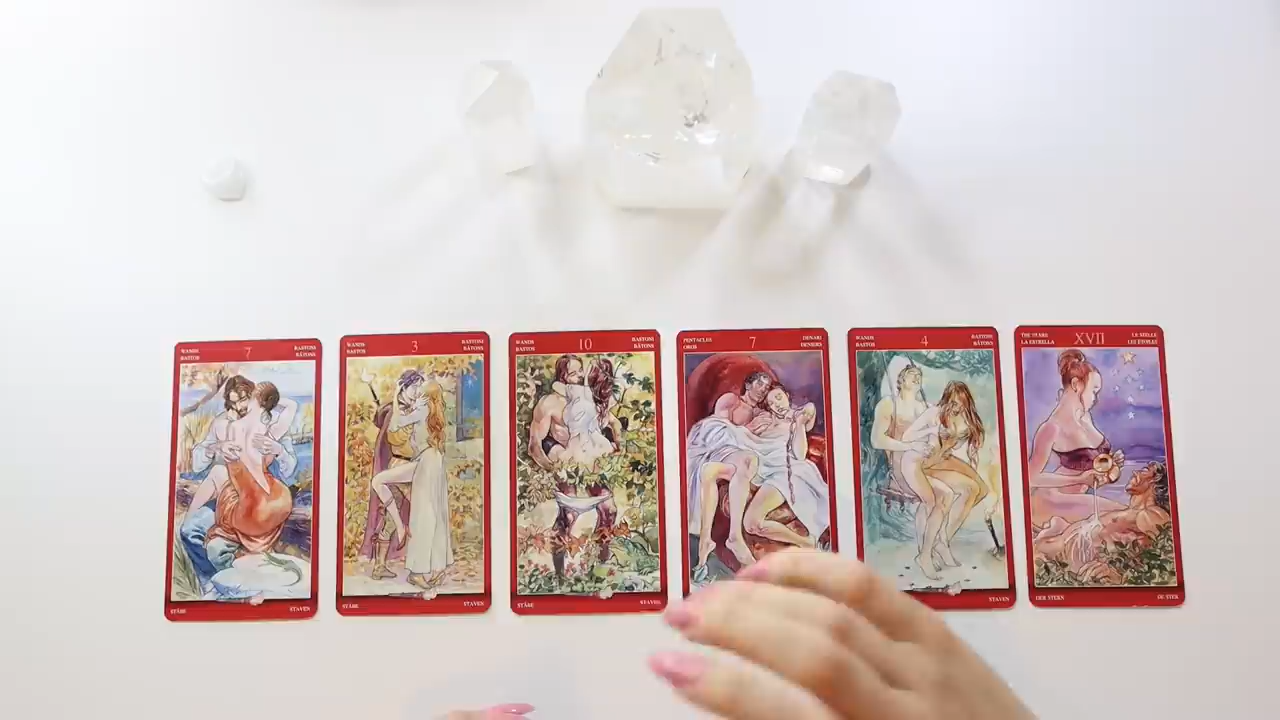 WANDS
BASTOS
7
BASTONI
BÂTONS
STÄBE
STAVEN
WANDS
BASTOS
3
BASTONI
BÂTONS
STÄBE
STAVEN
WANDS
BASTOS
10
BASTONI
BÂTONS
STÄBE
STAVEN
PENTACLES
OROS
7
DENARI
DENIERS
WANDS
BASTOS
4
BASTONI
BÂTONS
STAVEN
THE STARS
LA ESTRELLA
XVII
LE STELLE
LES ÉTOILES
DER STERN
DE STER